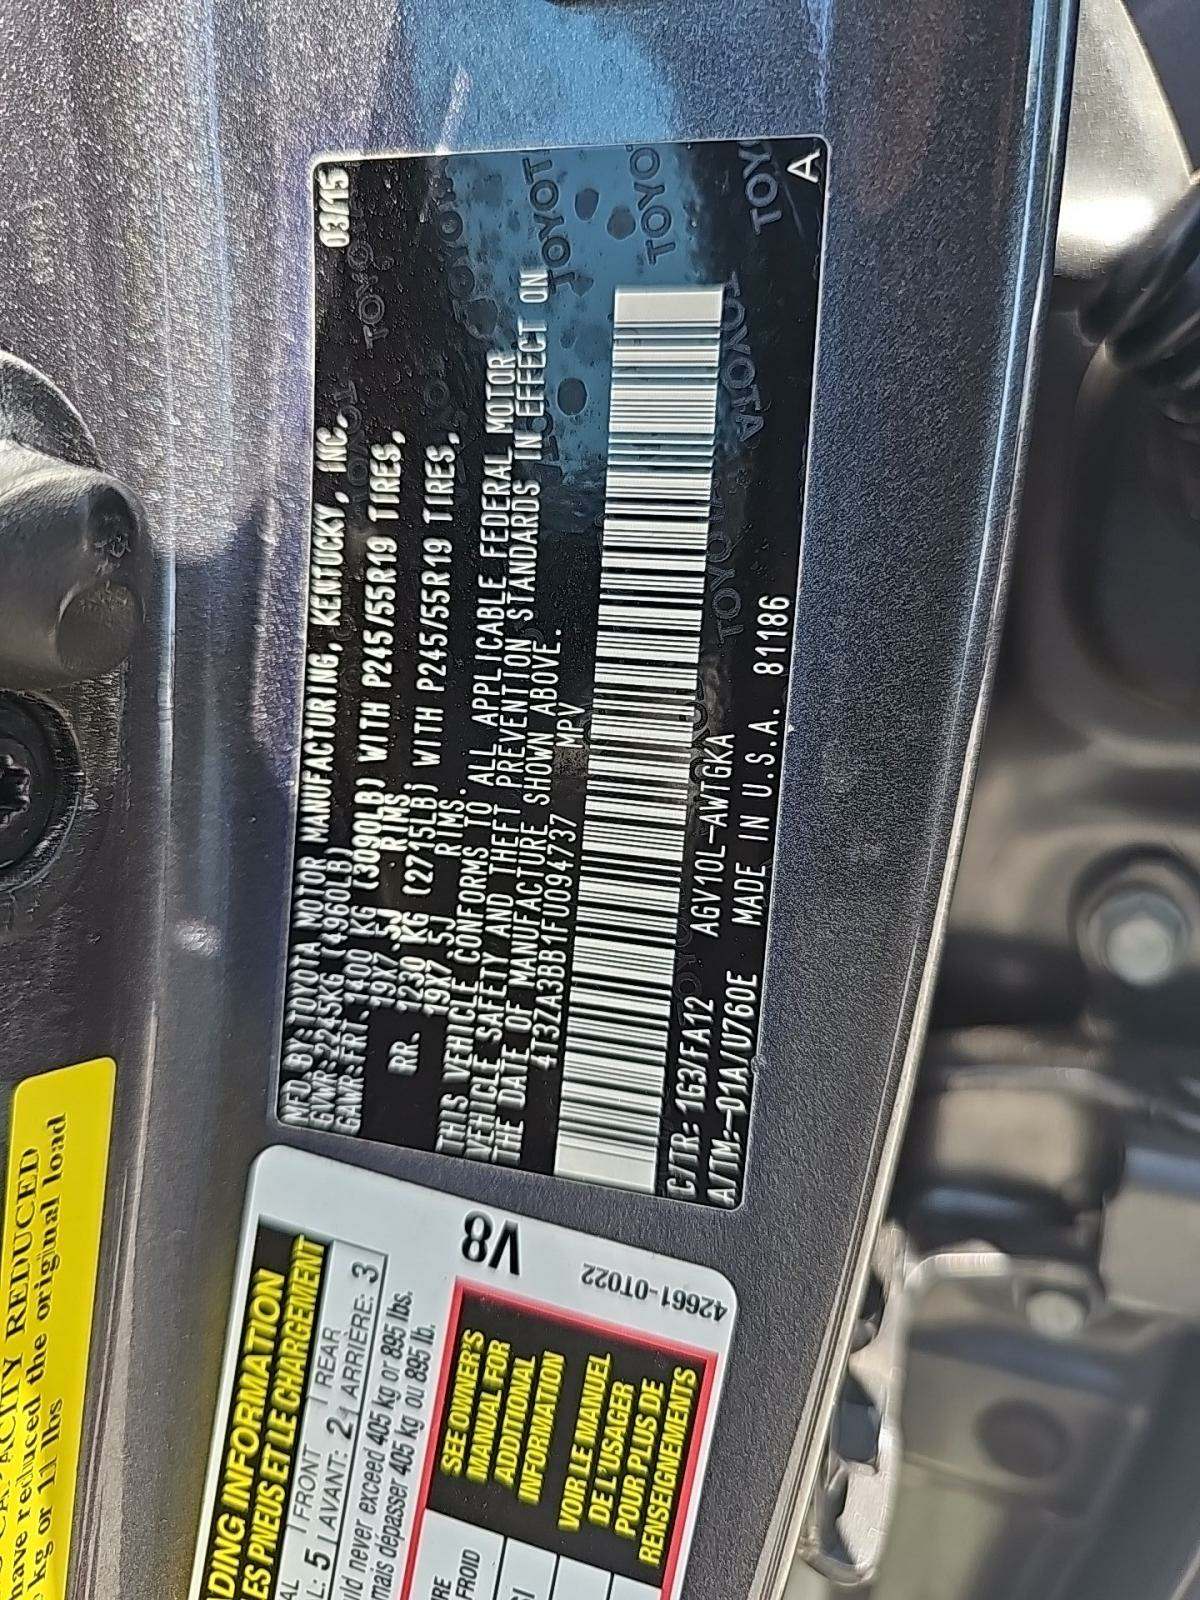 MFD.BY:TOYOTA MOTOR MANUFACTURING, KENTUCKY, INC. 03/15
GVWR:2245KG (4960LB)
GAWR:FRT. 1400 KG (3090LB) WITH P245/55R19 TIRES,
19X7.5J RIMS
RR. 1230 KG (2715LB) WITH P245/55R19 TIRES,
19X7.5J RIMS.
THIS VEHICLE CONFORMS TO ALL APPLICABLE FEDERAL MOTOR
VEHICLE SAFETY AND THEFT PREVENTION STANDARDS IN EFFECT ON
THE DATE OF MANUFACTURE SHOWN ABOVE.
4T3ZA3BB1FU094737 MPV
C/TR:1G3/FA12 AGV10L-AWTGKA
A/TM:-01A/U760E MADE IN U.S.A. 81186
A
TOYOTA
V8
42661-0T022
INFORMATION
ES PNEUS ET LE CHARGEMENT
5 FRONT AVANT: 2 REAR ARRIÈRE: 3
never exceed 405 kg or 895 lbs.
mais dépasser 405 kg ou 895 lb.
SEE OWNER'S
MANUAL FOR
ADDITIONAL
INFORMATION
VOIR LE MANUEL
DE L'USAGER
POUR PLUS DE
RENSEIGNEMENTS
FROID
CAPACITY REDUCED
have reduced the original load
kg or 11 lbs